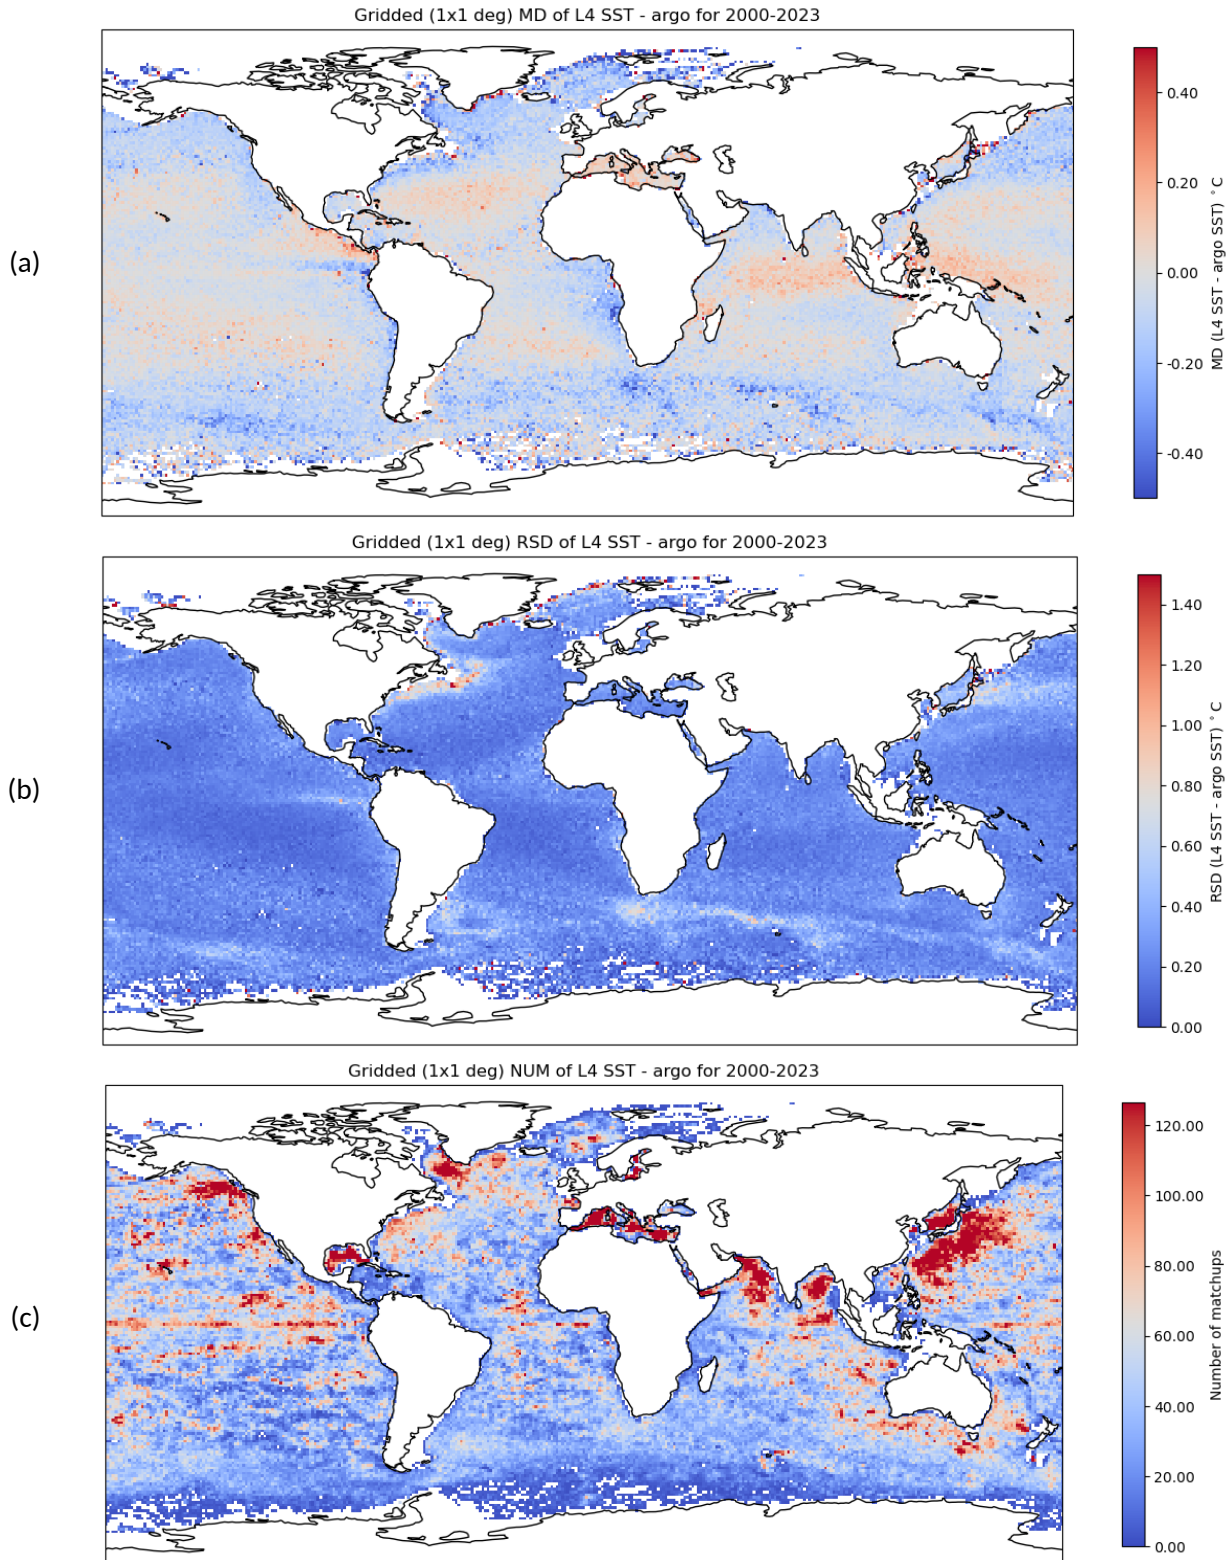 Gridded (1x1 deg) MD of L4 SST - argo for 2000-2023
(a)
0.40
0.20
0.00
-0.20
-0.40
MD (L4 SST - argo SST) °C
Gridded (1x1 deg) RSD of L4 SST - argo for 2000-2023
(b)
1.40
1.20
1.00
0.80
0.60
0.40
0.20
0.00
RSD (L4 SST - argo SST) °C
Gridded (1x1 deg) NUM of L4 SST - argo for 2000-2023
(c)
120.00
100.00
80.00
60.00
40.00
20.00
0.00
Number of matchups